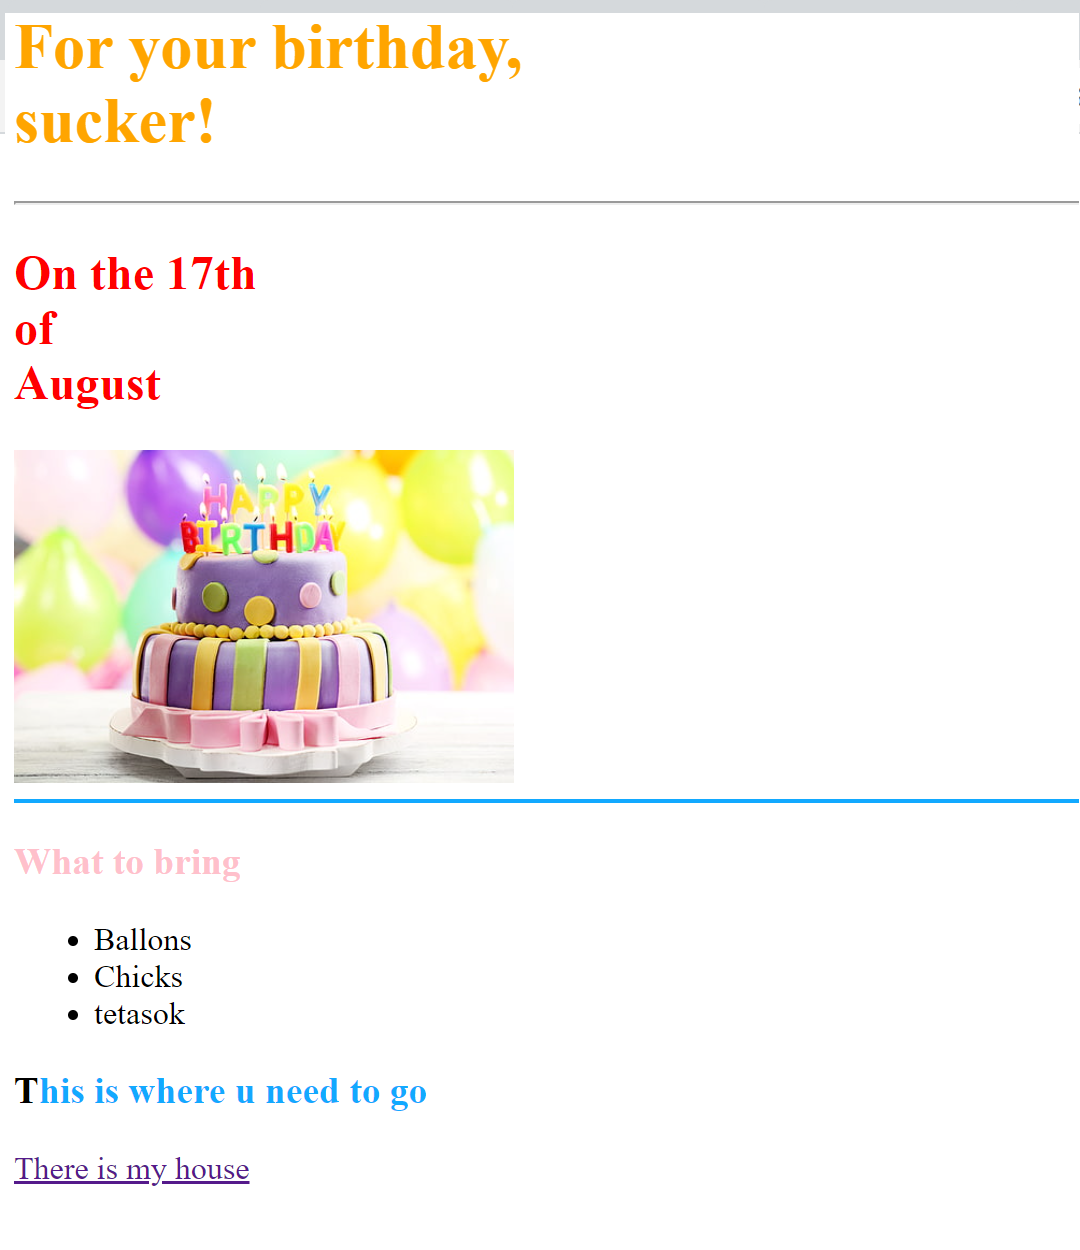 For your birthday,
sucker!
On the 17th
of
August
HAPPY
BIRTHDAY
What to bring
Ballons
Chicks
tetasok
This is where u need to go
There is my house